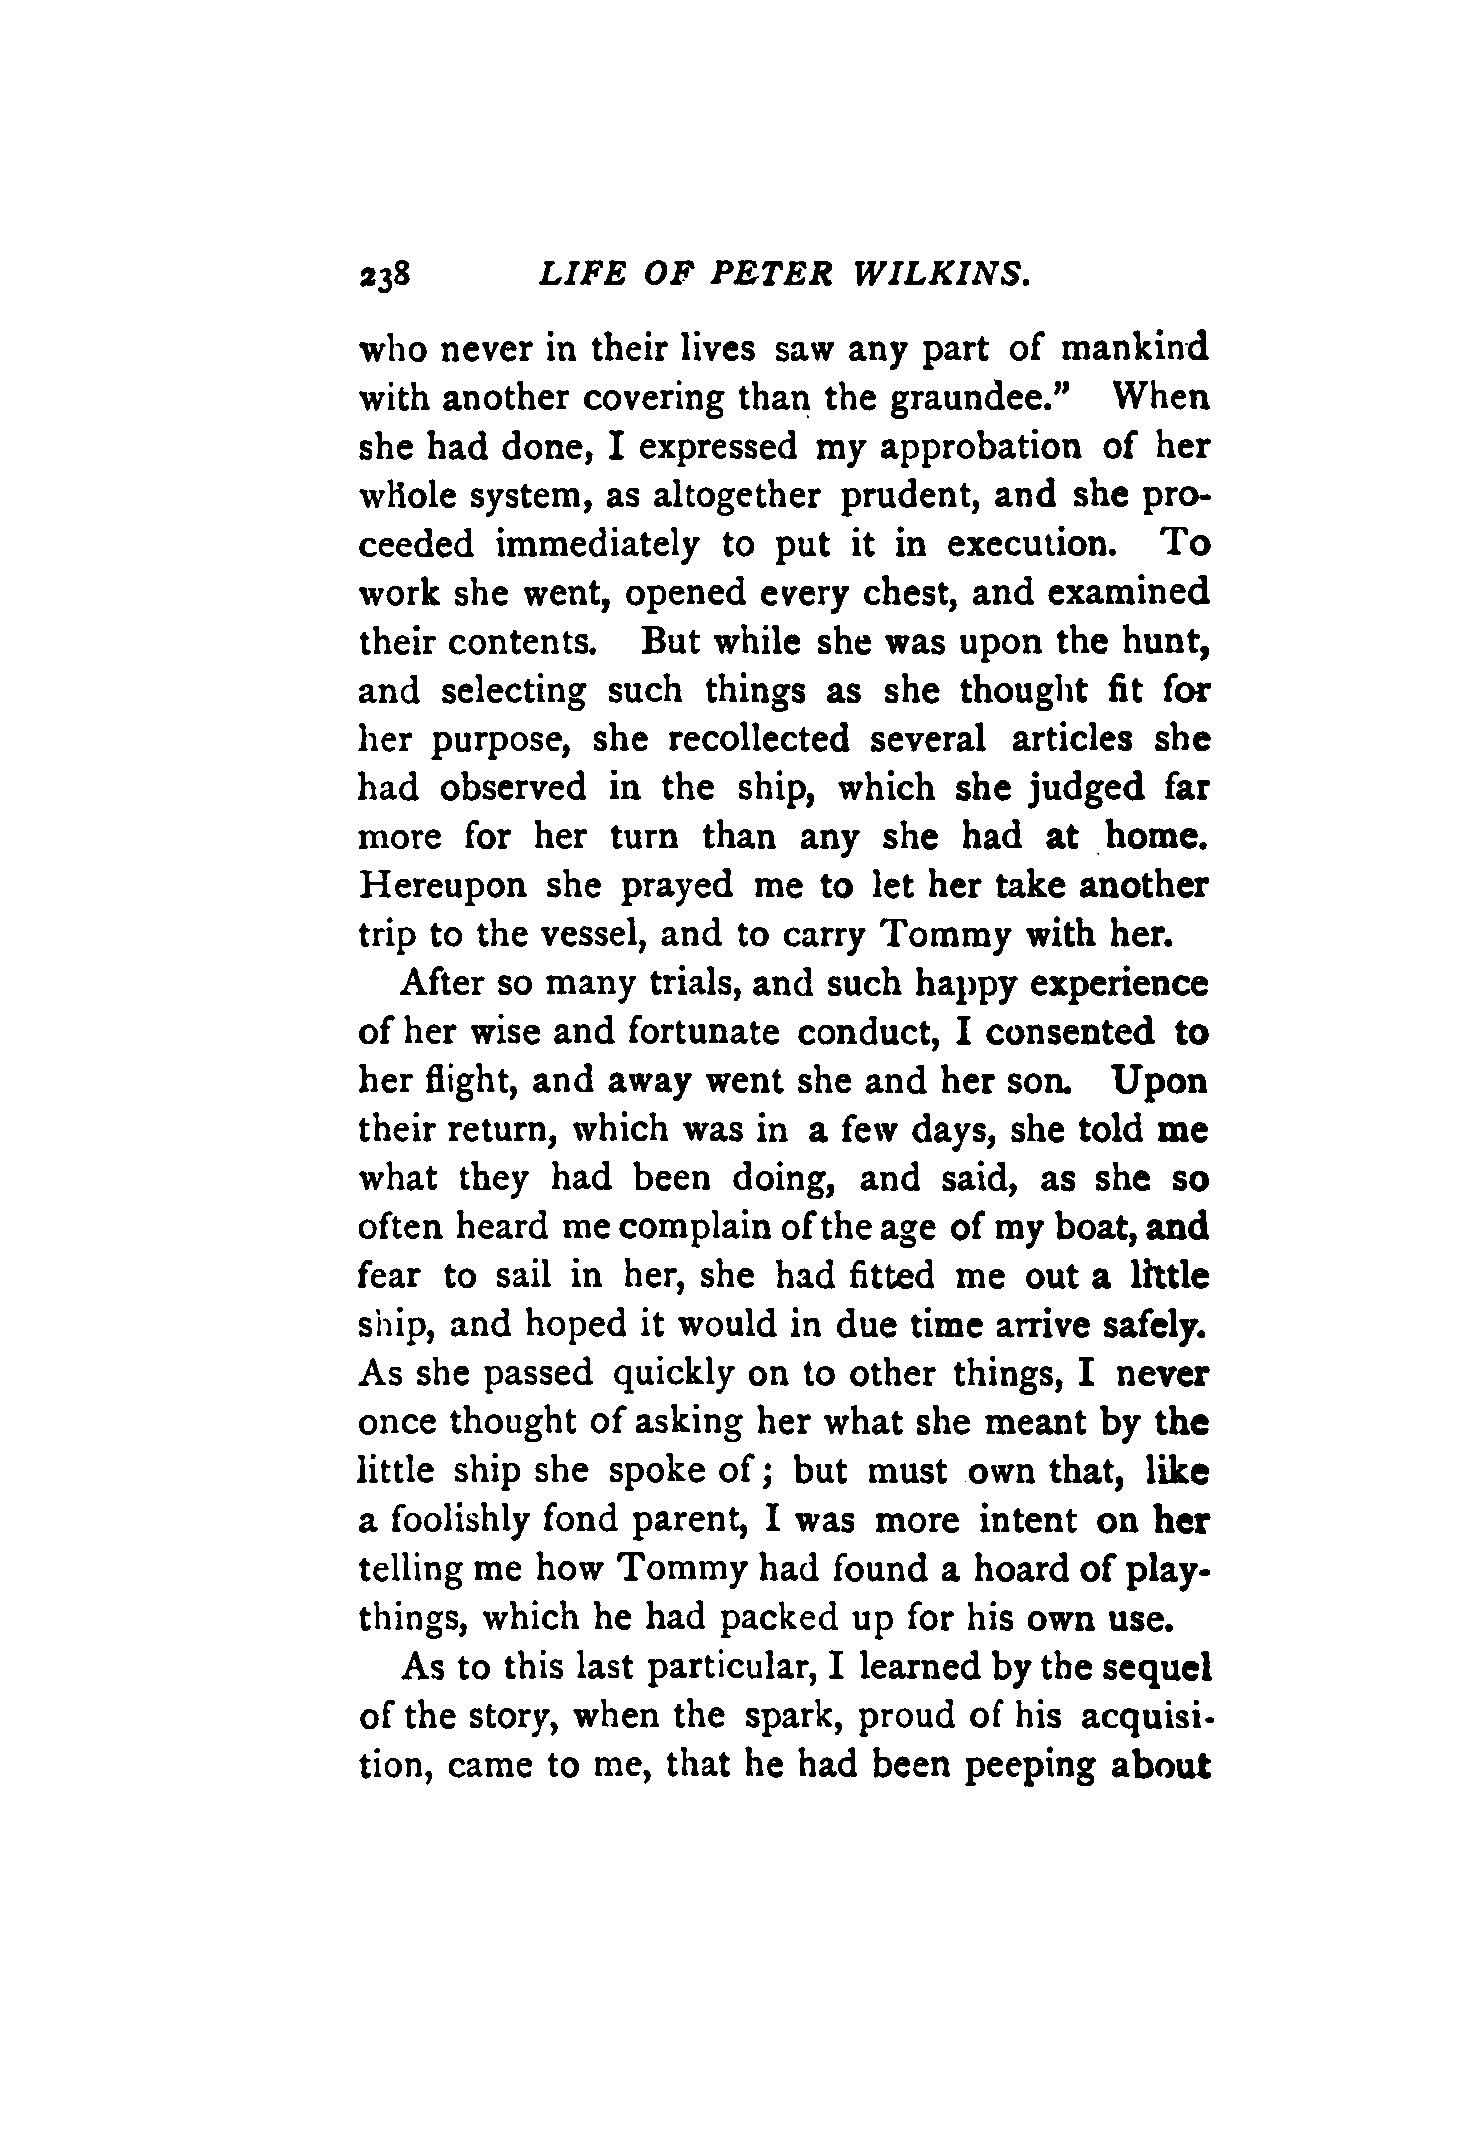 238 LIFE OF PETER WILKINS.
who never in their lives saw any part of mankind
with another covering than the graundee." When
she had done, I expressed my approbation of her
whole system, as altogether prudent, and she pro-
ceeded immediately to put it in execution. To
work she went, opened every chest, and examined
their contents. But while she was upon the hunt,
and selecting such things as she thought fit for
her purpose, she recollected several articles she
had observed in the ship, which she judged far
more for her turn than any she had at home.
Hereupon she prayed me to let her take another
trip to the vessel, and to carry Tommy with her.
After so many trials, and such happy experience
of her wise and fortunate conduct, I consented to
her flight, and away went she and her son. Upon
their return, which was in a few days, she told me
what they had been doing, and said, as she so
often heard me complain of the age of my boat, and
fear to sail in her, she had fitted me out a little
ship, and hoped it would in due time arrive safely.
As she passed quickly on to other things, I never
once thought of asking her what she meant by the
little ship she spoke of; but must own that, like
a foolishly fond parent, I was more intent on her
telling me how Tommy had found a hoard of play-
things, which he had packed up for his own use.
As to this last particular, I learned by the sequel
of the story, when the spark, proud of his acquisi-
tion, came to me, that he had been peeping about